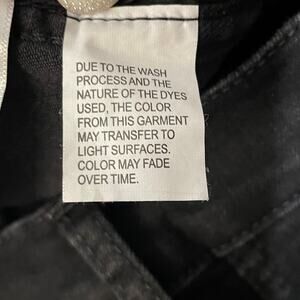 DUE TO THE WASH
PROCESS AND THE
NATURE OF THE DYES
USED, THE COLOR
FROM THIS GARMENT
MAY TRANSFER TO
LIGHT SURFACES.
COLOR MAY FADE
OVER TIME.